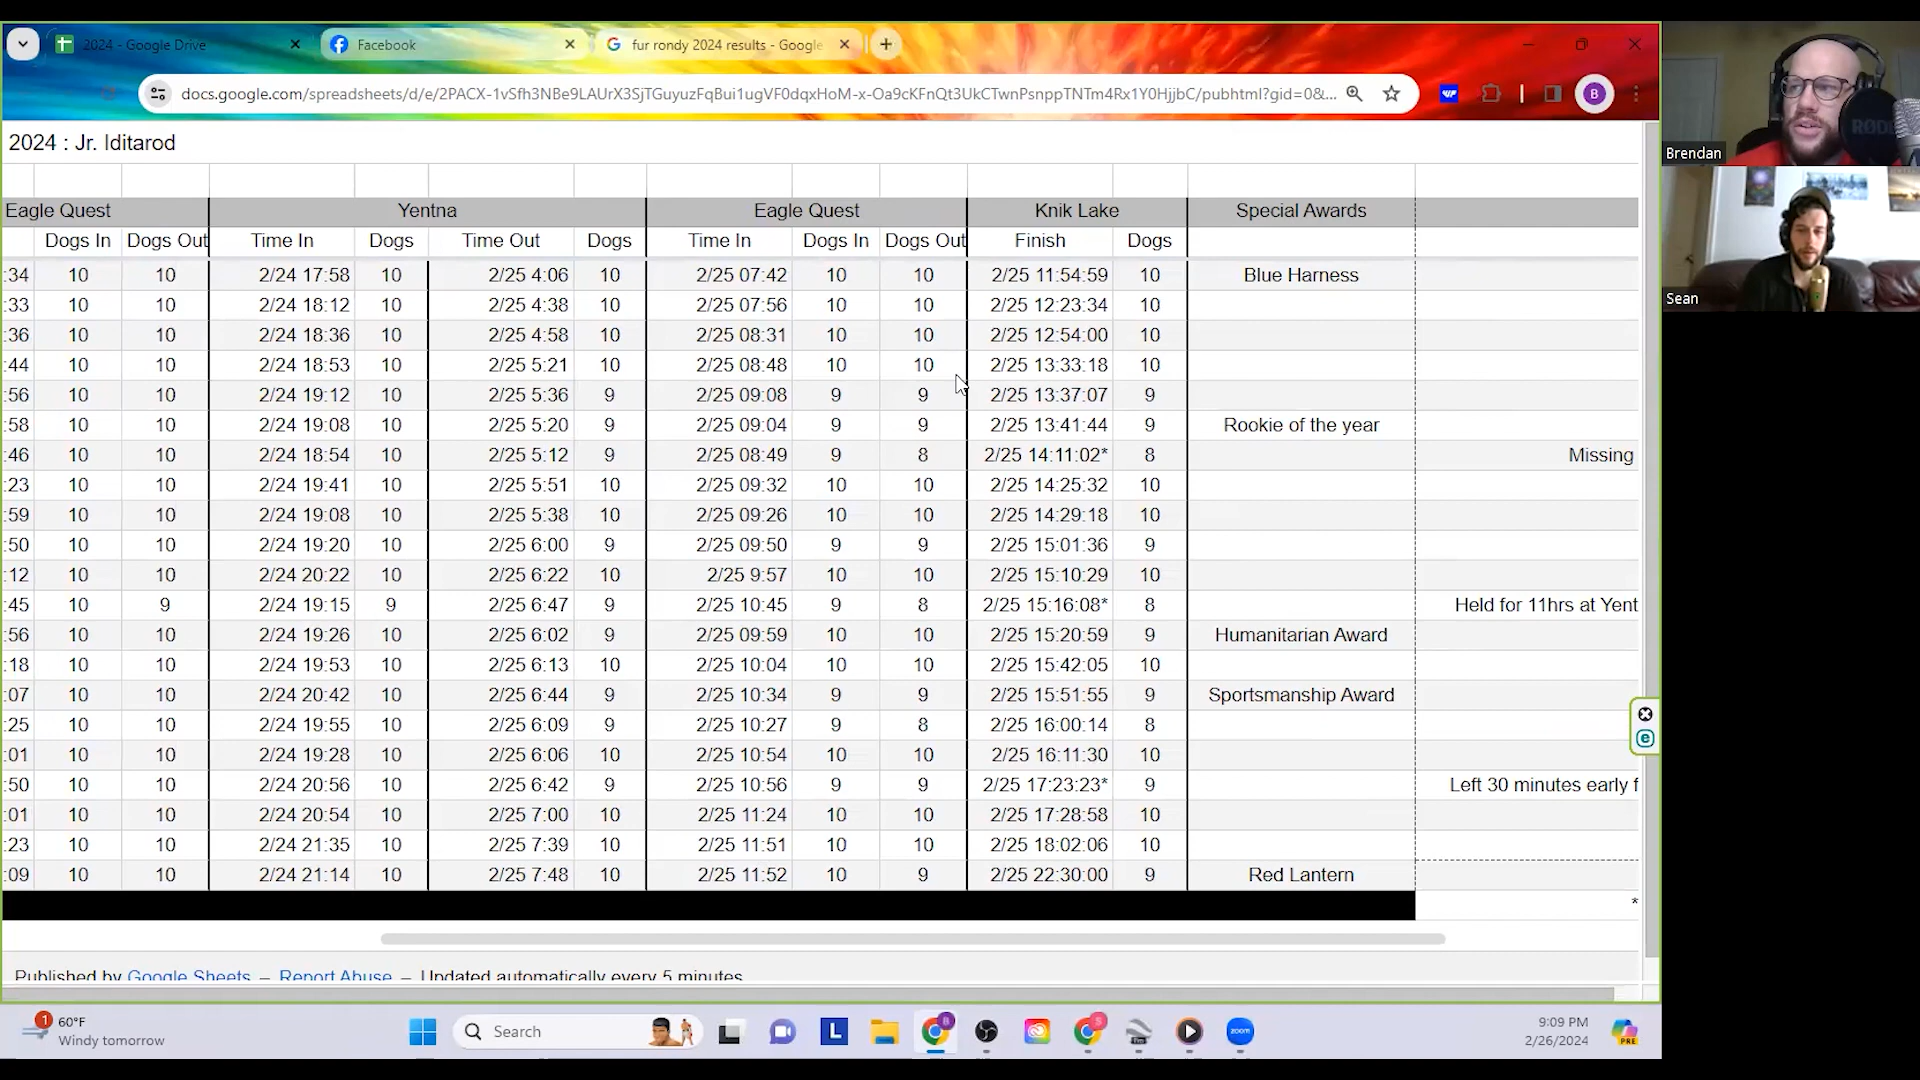 2024 - Google Drive
Facebook
fur rondy 2024 results - Google
docs.google.com/spreadsheets/d/e/2PACX-1vSfh3NBe9LAUrX3SjTGuyuzFqBui1ugVF0dqxHoM-x-Oa9cKFnQt3UkCTwnPsnppTNTm4Rx1Y0HjjbC/pubhtml?gid=0&...
B
Brendan
RØDE
Sean
2024 : Jr. Iditarod
Eagle Quest Yentna Eagle Quest Knik Lake Special Awards
Dogs In Dogs Out Time In Dogs Time Out Dogs Time In Dogs In Dogs Out Finish Dogs
:34 10 10 2/24 17:58 10 2/25 4:06 10 2/25 07:42 10 10 2/25 11:54:59 10 Blue Harness
:33 10 10 2/24 18:12 10 2/25 4:38 10 2/25 07:56 10 10 2/25 12:23:34 10
:36 10 10 2/24 18:36 10 2/25 4:58 10 2/25 08:31 10 10 2/25 12:54:00 10
:44 10 10 2/24 18:53 10 2/25 5:21 10 2/25 08:48 10 10 2/25 13:33:18 10
:56 10 10 2/24 19:12 10 2/25 5:36 9 2/25 09:08 9 9 2/25 13:37:07 9
:58 10 10 2/24 19:08 10 2/25 5:20 9 2/25 09:04 9 9 2/25 13:41:44 9 Rookie of the year
:46 10 10 2/24 18:54 10 2/25 5:12 9 2/25 08:49 9 8 2/25 14:11:02* 8 Missing
:23 10 10 2/24 19:41 10 2/25 5:51 10 2/25 09:32 10 10 2/25 14:25:32 10
:59 10 10 2/24 19:08 10 2/25 5:38 10 2/25 09:26 10 10 2/25 14:29:18 10
:50 10 10 2/24 19:20 10 2/25 6:00 9 2/25 09:50 9 9 2/25 15:01:36 9
:12 10 10 2/24 20:22 10 2/25 6:22 10 2/25 9:57 10 10 2/25 15:10:29 10
:45 10 9 2/24 19:15 9 2/25 6:47 9 2/25 10:45 9 8 2/25 15:16:08* 8 Held for 11hrs at Yent
:56 10 10 2/24 19:26 10 2/25 6:02 9 2/25 09:59 10 10 2/25 15:20:59 9 Humanitarian Award
:18 10 10 2/24 19:53 10 2/25 6:13 10 2/25 10:04 10 10 2/25 15:42:05 10
:07 10 10 2/24 20:42 10 2/25 6:44 9 2/25 10:34 9 9 2/25 15:51:55 9 Sportsmanship Award
:25 10 10 2/24 19:55 10 2/25 6:09 9 2/25 10:27 9 8 2/25 16:00:14 8
:01 10 10 2/24 19:28 10 2/25 6:06 10 2/25 10:54 10 10 2/25 16:11:30 10
:50 10 10 2/24 20:56 10 2/25 6:42 9 2/25 10:56 9 9 2/25 17:23:23* 9 Left 30 minutes early f
:01 10 10 2/24 20:54 10 2/25 7:00 10 2/25 11:24 10 10 2/25 17:28:58 10
:23 10 10 2/24 21:35 10 2/25 7:39 10 2/25 11:51 10 10 2/25 18:02:06 10
:09 10 10 2/24 21:14 10 2/25 7:48 10 2/25 11:52 10 9 2/25 22:30:00 9 Red Lantern
*
Published by Google Sheets – Report Abuse – Updated automatically every 5 minutes
1
60°F
Windy tomorrow
Search
L
B
S
zoom
9:09 PM
2/26/2024
PRE